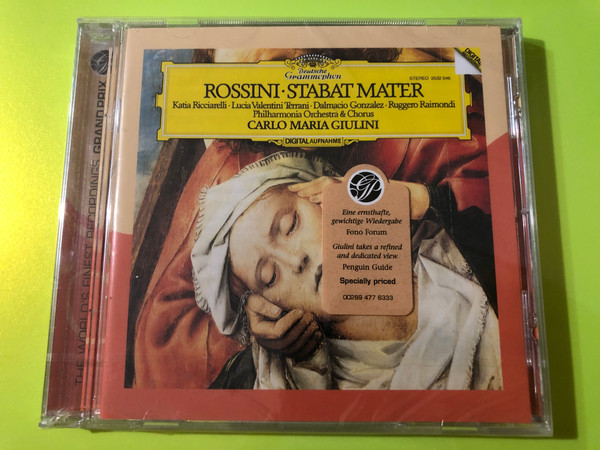 Deutsche
Grammophon
STEREO 2532 046
DIGITAL
ROSSINI · STABAT MATER
Katia Ricciarelli · Lucia Valentini Terrani · Dalmacio Gonzalez · Ruggero Raimondi
Philharmonia Orchestra & Chorus
CARLO MARIA GIULINI
DIGITAL AUFNAHME
GP
Eine ernsthafte,
gewichtige Wiedergabe
Fono Forum
Giulini takes a refined
and dedicated view
Penguin Guide
Specially priced
00289 477 6333
THE WORLD'S FINEST RECORDINGS GRAND PRIX